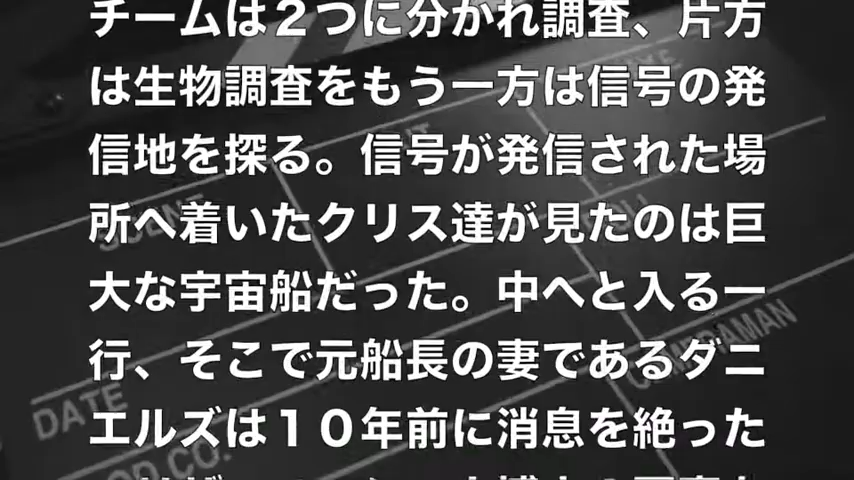 チームは２つに分かれ調査、片方
は生物調査をもう一方は信号の発
信地を探る。信号が発信された場
所へ着いたクリス達が見たのは巨
大な宇宙船だった。中へと入る一
行、そこで元船長の妻であるダニ
エルズは１０年前に消息を絶った
SCENE
DATE
CAMERAMAN